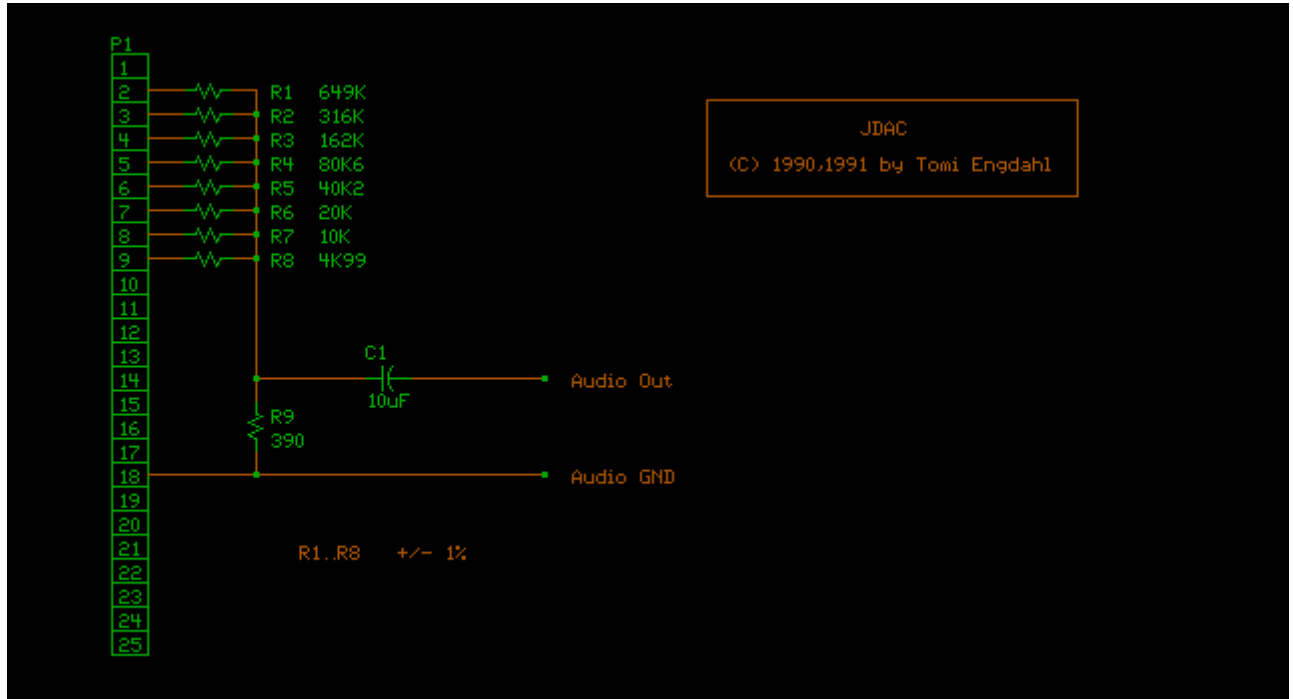 P1
1
2 R1 649K
3 R2 316K
4 R3 162K
5 R4 80K6
6 R5 40K2
7 R6 20K
8 R7 10K
9 R8 4K99
10
11
12
13
14
15
16
17
18
19
20
21
22
23
24
25
JDAC
(C) 1990,1991 by Tomi Engdahl
C1
10uF
Audio Out
R9
390
Audio GND
R1..R8 +/- 1%